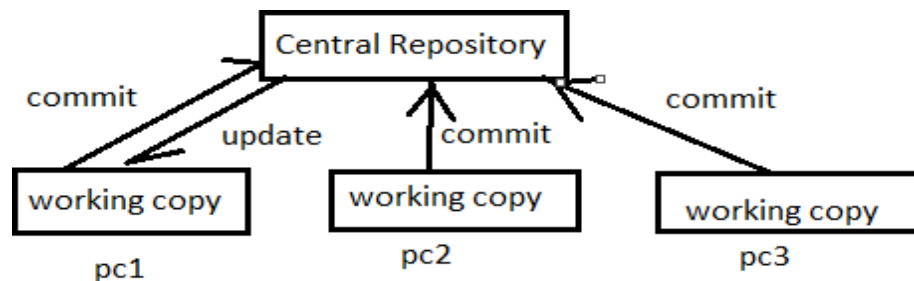 Central Repository
commit
update
commit
commit
working copy
working copy
working copy
pc1
pc2
pc3